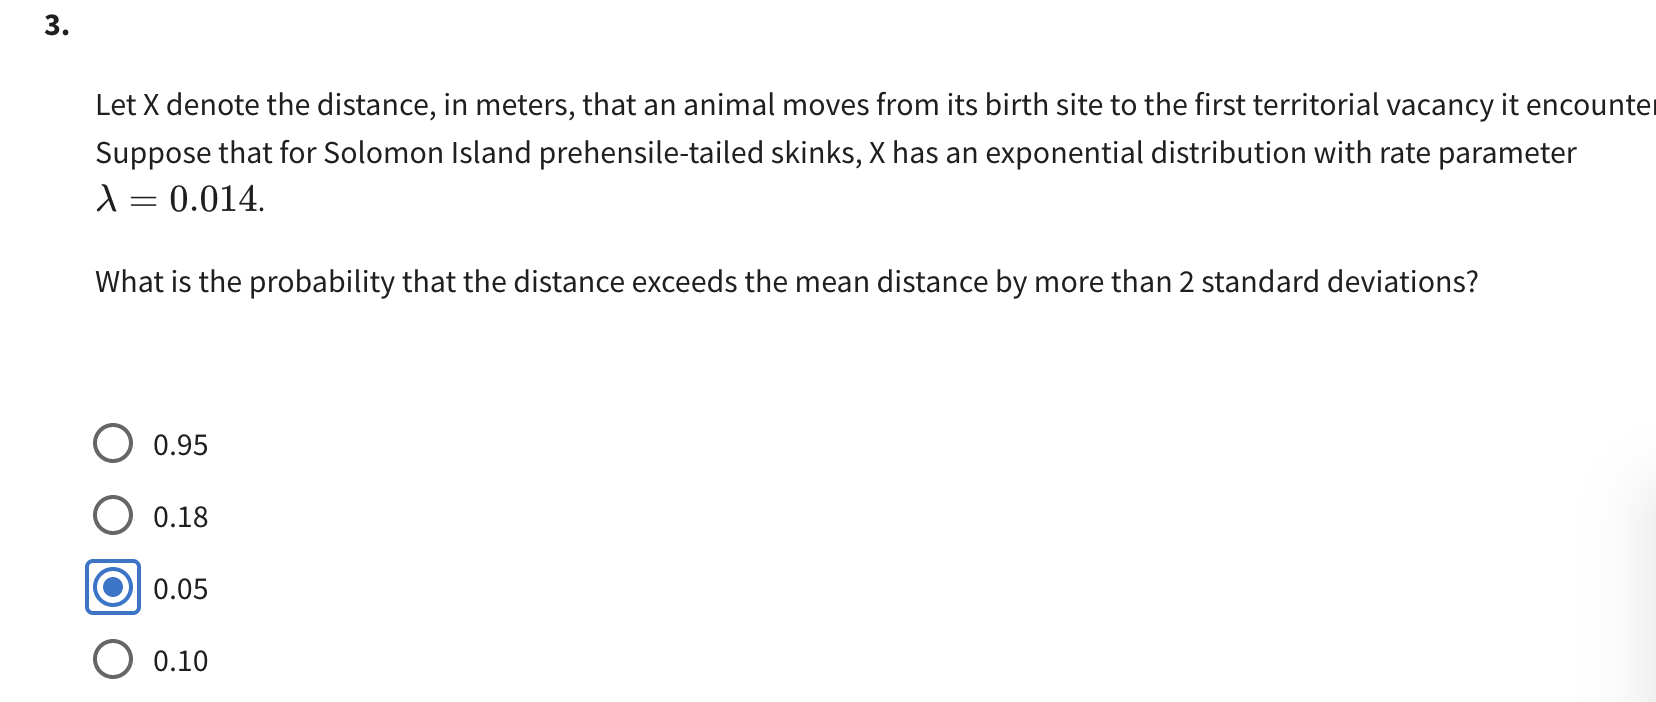 3.
Let X denote the distance, in meters, that an animal moves from its birth site to the first territorial vacancy it
Suppose that for Solomon Island prehensile-tailed skinks, X has an exponential distribution with rate parameter
λ = 0.014.
What is the probability that the distance exceeds the mean distance by more than 2 standard deviations?
0.95
0.18
0.05
0.10